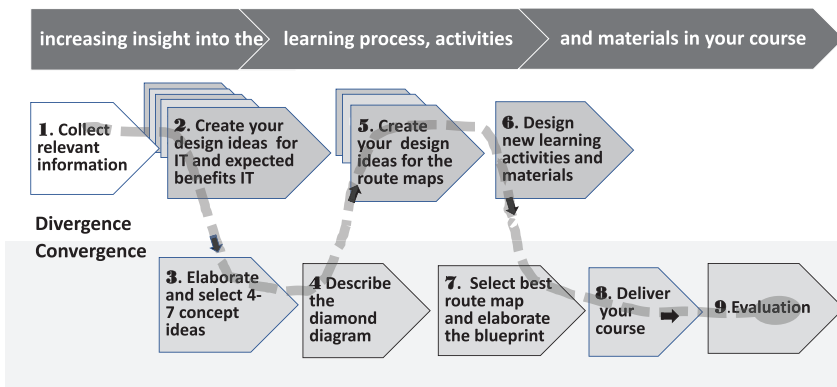 increasing insight into the learning process, activities and materials in your course
1. Collect
relevant
information
2. Create your
design ideas for
IT and expected
benefits IT
5. Create
your design
ideas for the
route maps
6. Design
new learning
activities and
materials
Divergence
Convergence
3. Elaborate
and select 4-
7 concept
ideas
4 Describe
the
diamond
diagram
7. Select best
route map
and elaborate
the blueprint
8. Deliver
your
course
9.Evaluation